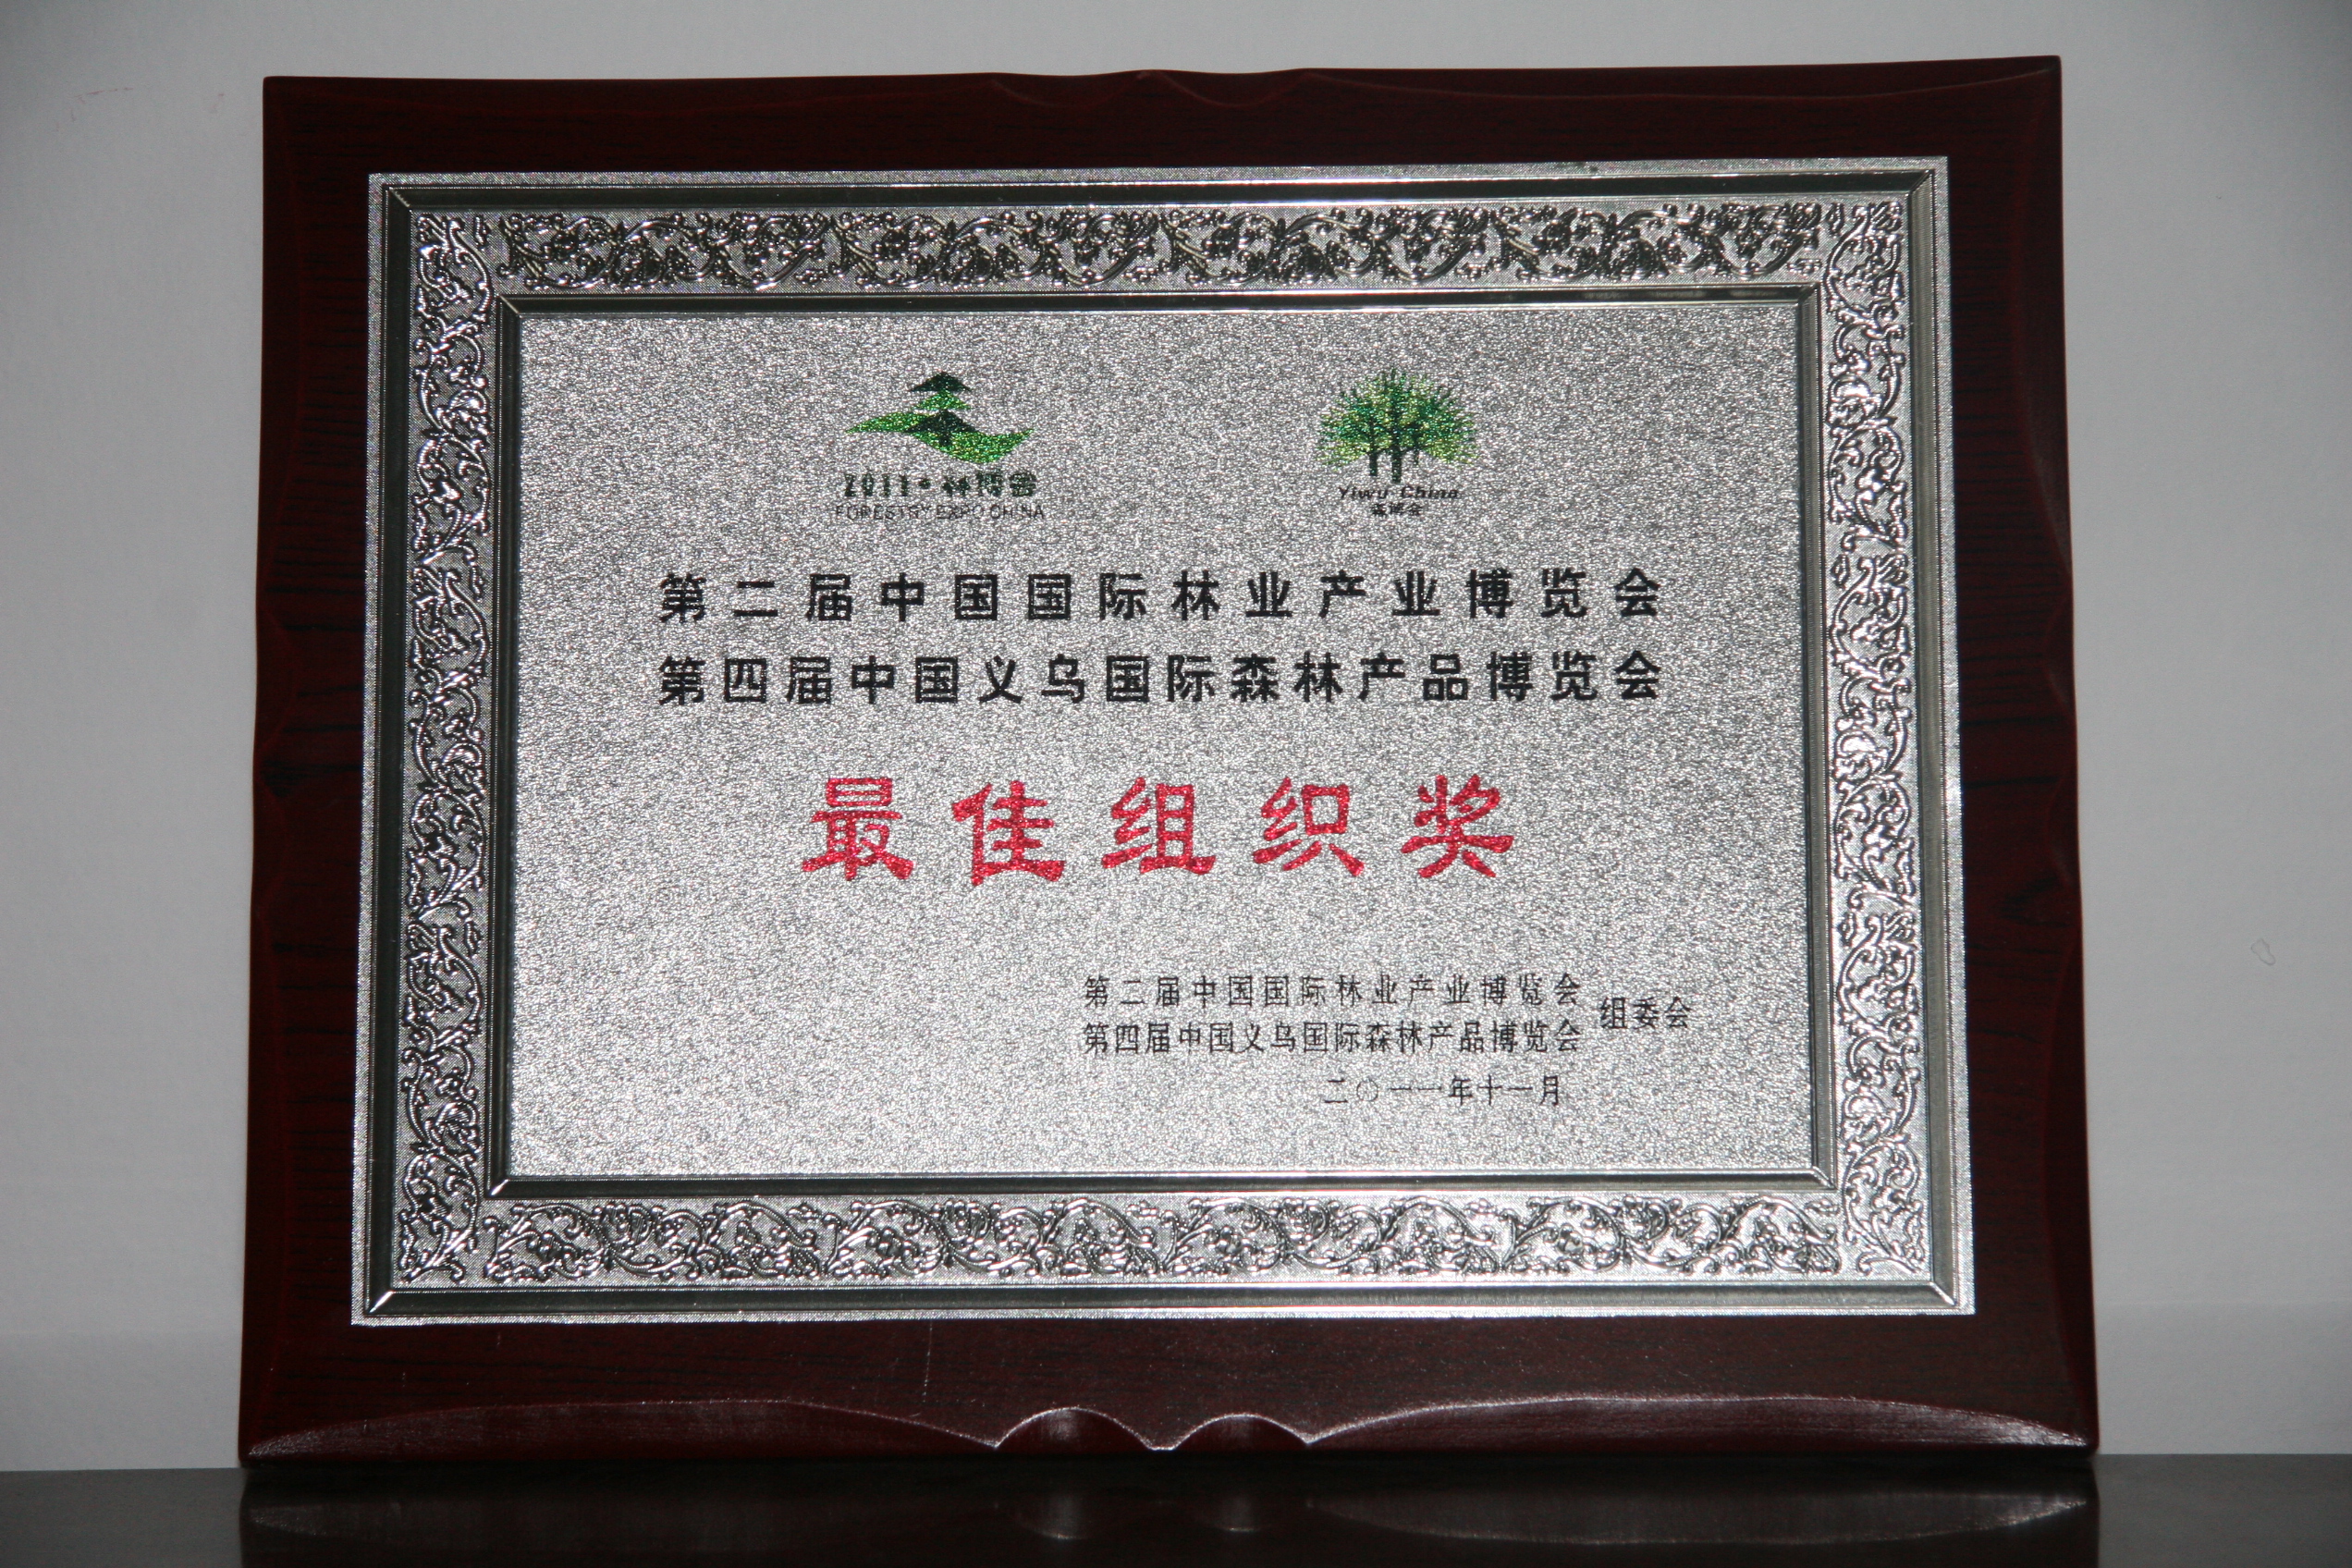 2011·林博会
FORESTRY EXPO CHINA
Yiwu China
森博会
第二届中国国际林业产业博览会
第四届中国义乌国际森林产品博览会
最佳组织奖
第二届中国国际林业产业博览会
第四届中国义乌国际森林产品博览会
组委会
二〇一一年十一月